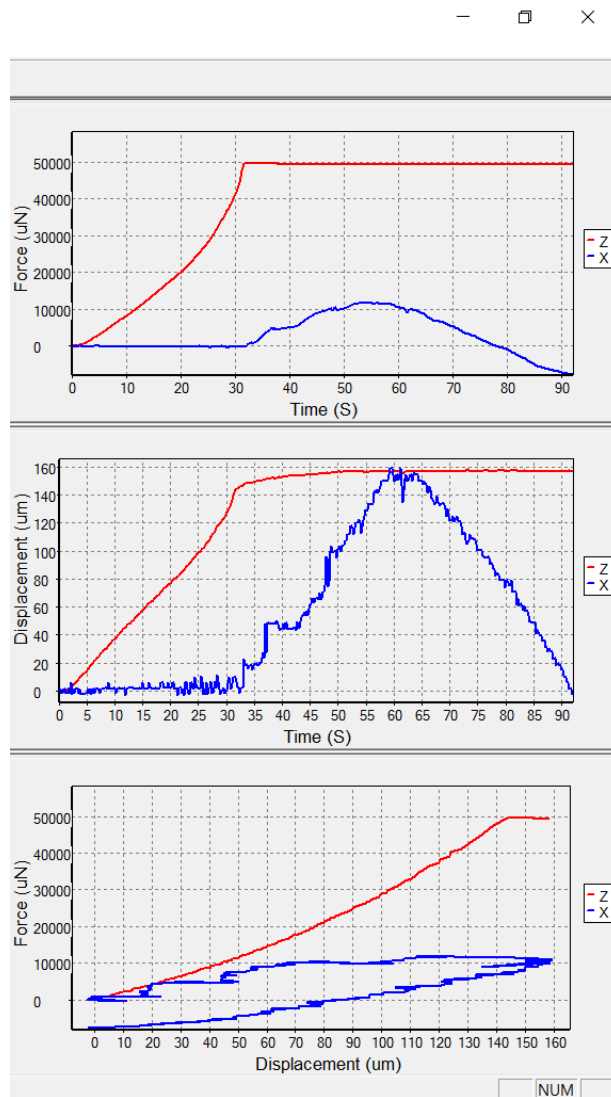 50000
40000
30000
20000
10000
0
Force (uN)
0 10 20 30 40 50 60 70 80 90
Time (S)
Z
X
160
140
120
100
80
60
40
20
0
Displacement (um)
0 5 10 15 20 25 30 35 40 45 50 55 60 65 70 75 80 85 90
Time (S)
Z
X
50000
40000
30000
20000
10000
0
Force (uN)
0 10 20 30 40 50 60 70 80 90 100 110 120 130 140 150 160
Displacement (um)
Z
X
NUM